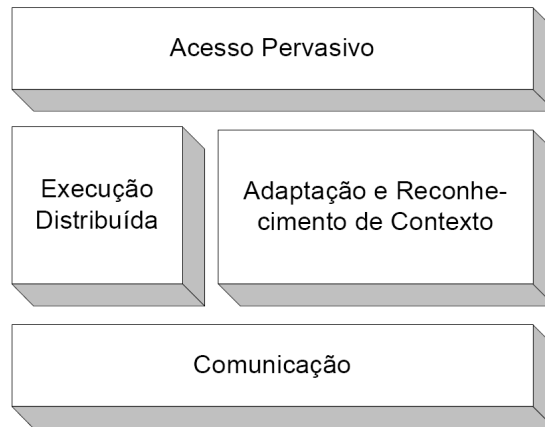 Acesso Pervasivo
Execução
Distribuída
Adaptação e Reconhe-
cimento de Contexto
Comunicação